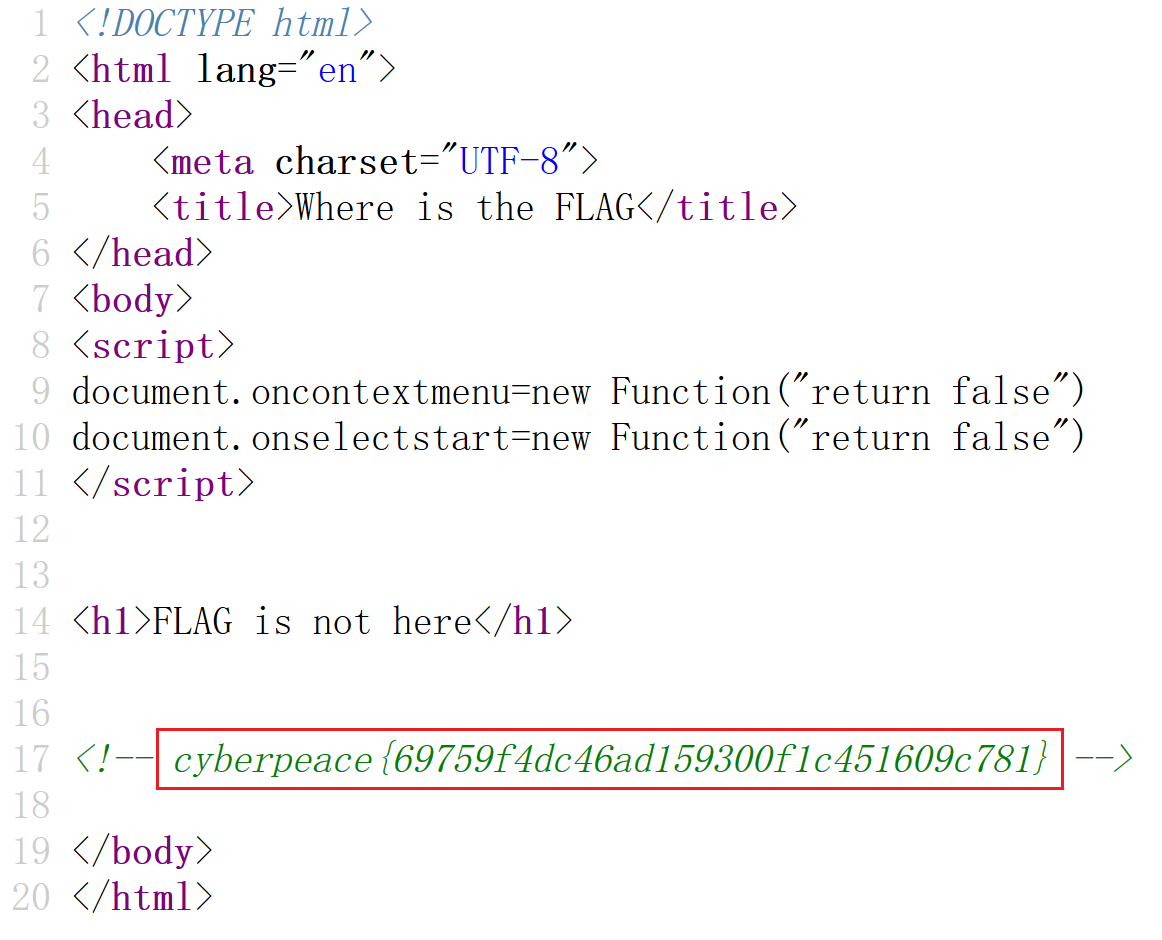 1 <!DOCTYPE html>
2 <html lang="en">
3 <head>
4     <meta charset="UTF-8">
5     <title>Where is the FLAG</title>
6 </head>
7 <body>
8 <script>
9 document.oncontextmenu=new Function("return false")
10 document.onselectstart=new Function("return false")
11 </script>
12
13
14 <h1>FLAG is not here</h1>
15
16
17 <!-- cyberpeace{69759f4dc46ad159300f1c451609c781} -->
18
19 </body>
20 </html>